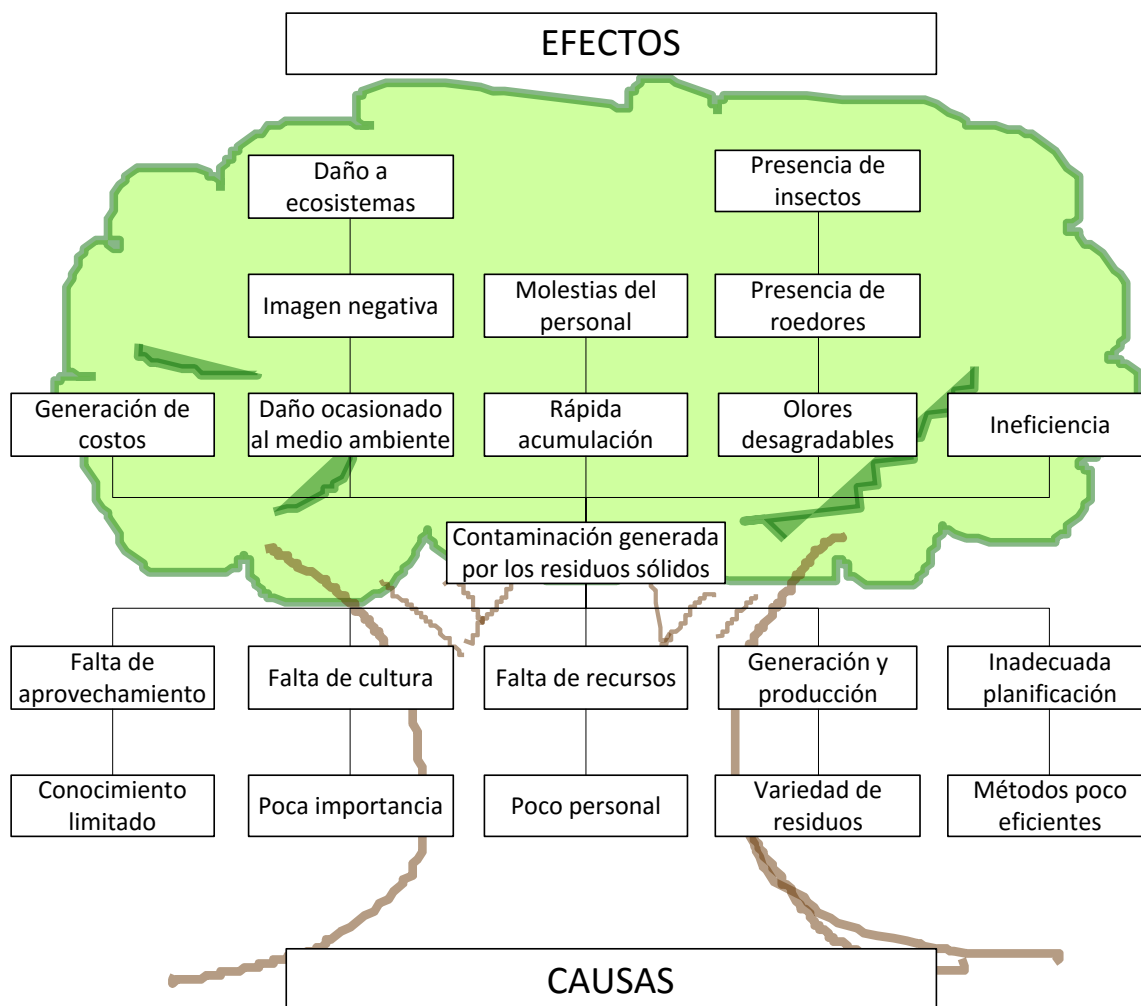 EFECTOS
Daño a
ecosistemas
Presencia de
insectos
Imagen negativa
Molestias del
personal
Presencia de
roedores
Generación de
costos
Daño ocasionado
al medio ambiente
Rápida
acumulación
Olores
desagradables
Ineficiencia
Contaminación generada
por los residuos sólidos
Falta de
aprovechamiento
Falta de cultura
Falta de recursos
Generación y
producción
Inadecuada
planificación
Conocimiento
limitado
Poca importancia
Poco personal
Variedad de
residuos
Métodos poco
eficientes
CAUSAS